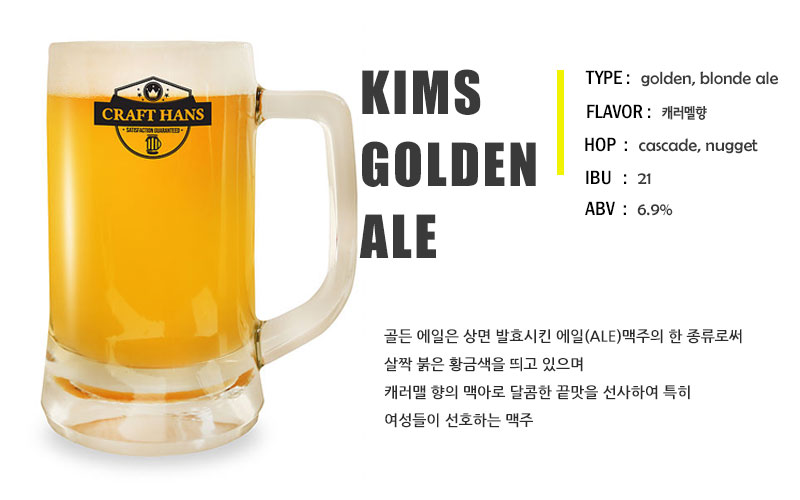 CRAFT HANS
SATISFACTION GUARANTEED
KIMS
GOLDEN
ALE
TYPE : golden, blonde ale
FLAVOR : 캐러멜향
HOP : cascade, nugget
IBU : 21
ABV : 6.9%
골든 에일은 상면 발효시킨 에일(ALE)맥주의 한 종류로써
살짝 붉은 황금색을 띄고 있으며
캐러맬 향의 맥아로 달콤한 끝맛을 선사하여 특히
여성들이 선호하는 맥주